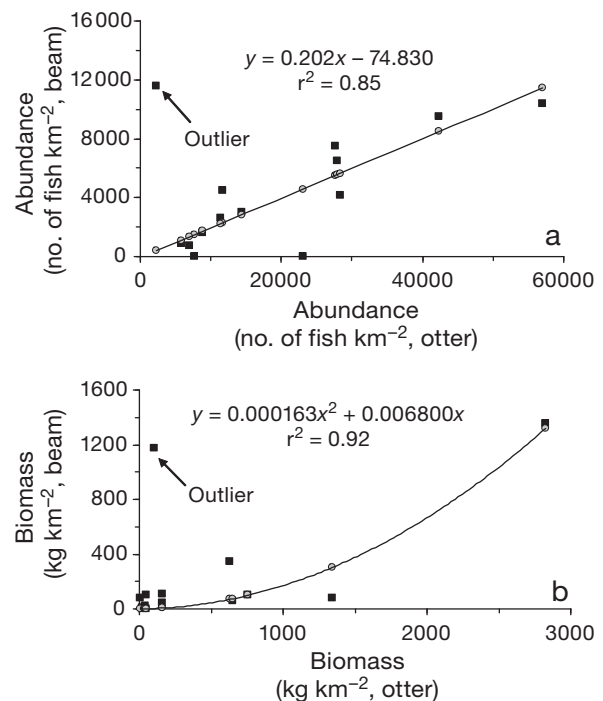 16000
12000
8000
4000
0
Abundance
(no. of fish km⁻², beam)
y = 0.202x – 74.830
r² = 0.85
Outlier
a
0
20000
40000
60000
Abundance
(no. of fish km⁻², otter)
1600
1200
800
400
0
Biomass
(kg km⁻², beam)
y = 0.000163x² + 0.006800x
r² = 0.92
Outlier
b
0
1000
2000
3000
Biomass
(kg km⁻², otter)